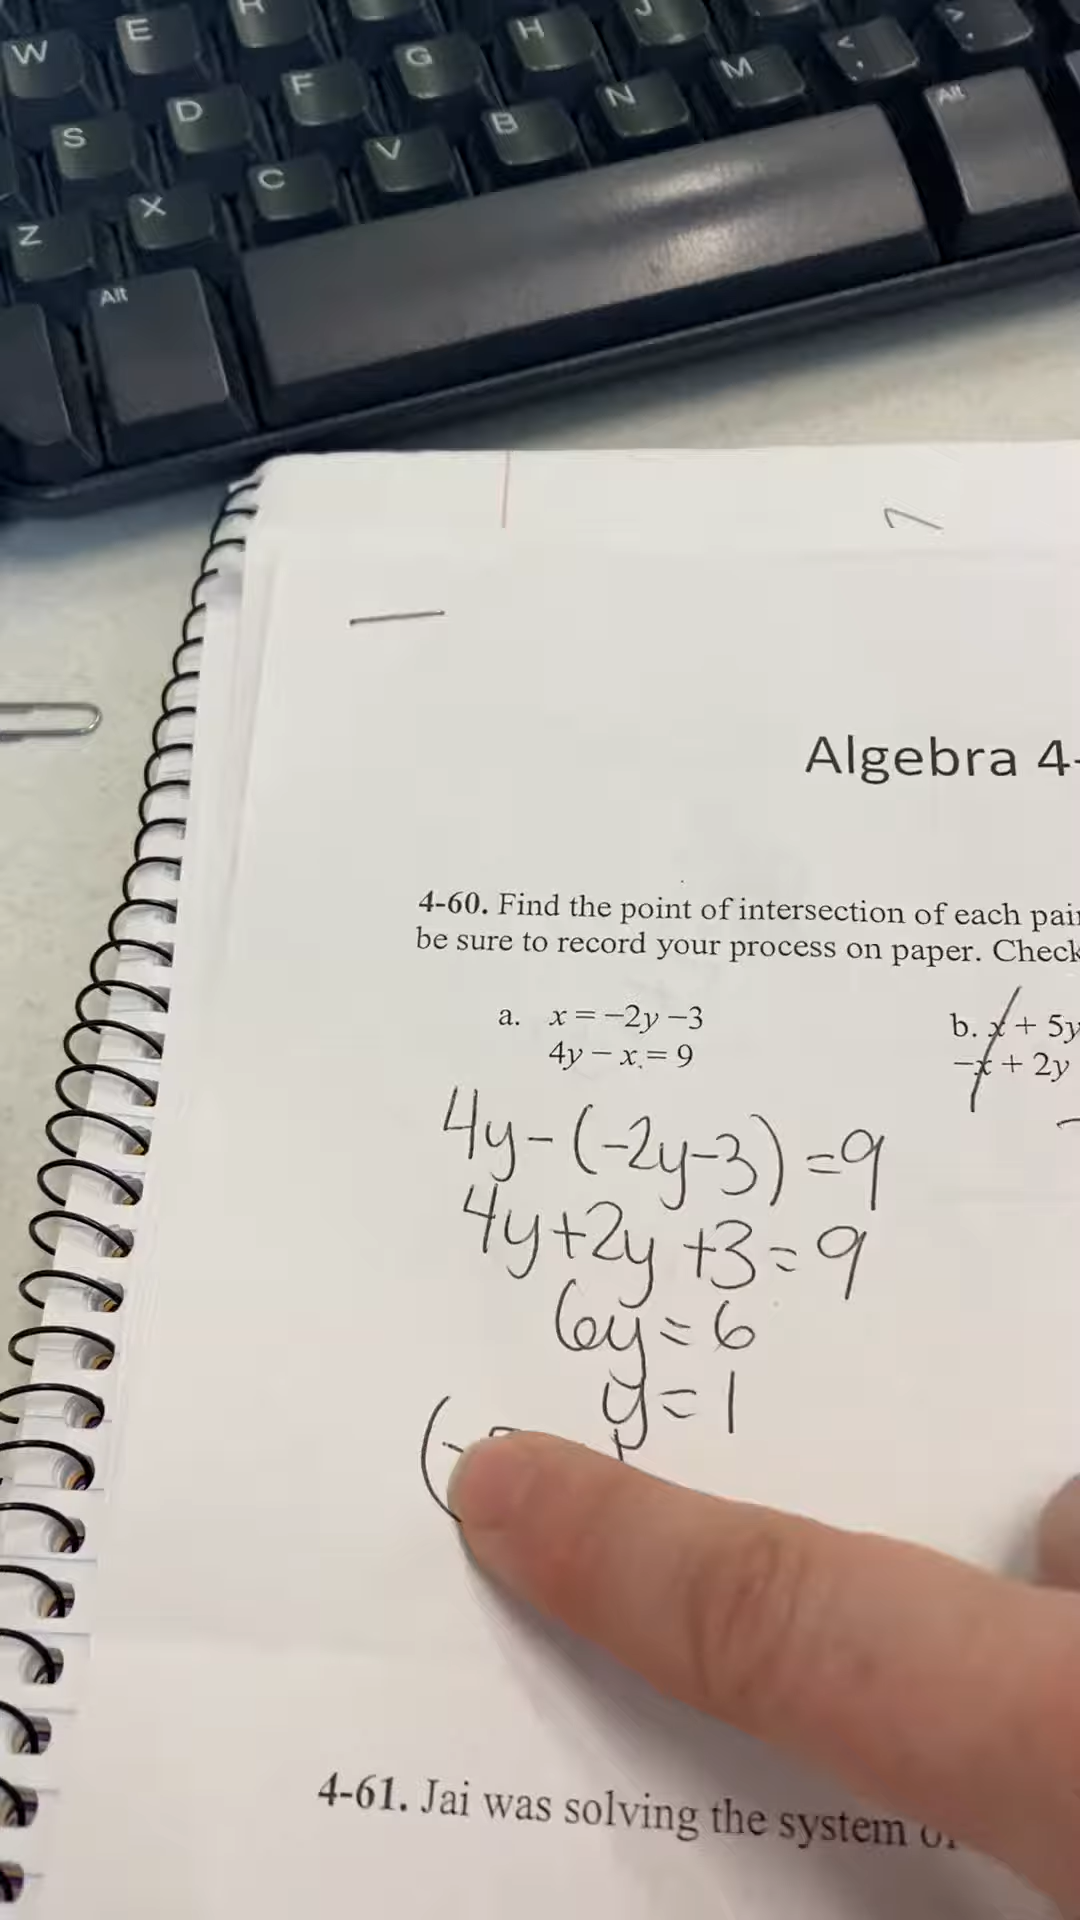 W E R
S D F G H J
Z X C V B N M < , > .
Alt Alt
Algebra 4-
4-60. Find the point of intersection of each
be sure to record your process on paper. Check
a. x = −2y −3
4y − x = 9
b. x + 5y
−x + 2y
4y-(-2y-3)=9
4y+2y+3=9
6y=6
y=1
(-
4-61. Jai was solving the system